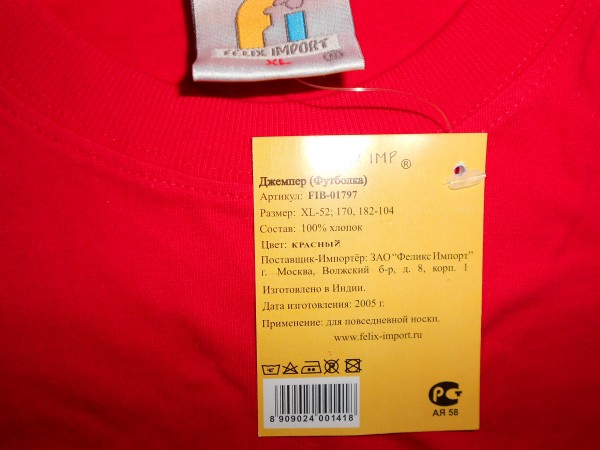 FELIX IMPORT
XL
IMP ®
Джемпер (Футболка)
Артикул: FIB-01797
Размер: XL-52; 170, 182-104
Состав: 100% хлопок
Цвет: КРАСНЫЙ
Поставщик-Импортёр: ЗАО "Феликс Импорт"
г. Москва, Волжский б-р, д. 8, корп. 1
Изготовлено в Индии.
Дата изготовления: 2005 г.
Применение: для повседневной носки.
www.felix-import.ru
8 909024 001418
РСТ
АЯ 58